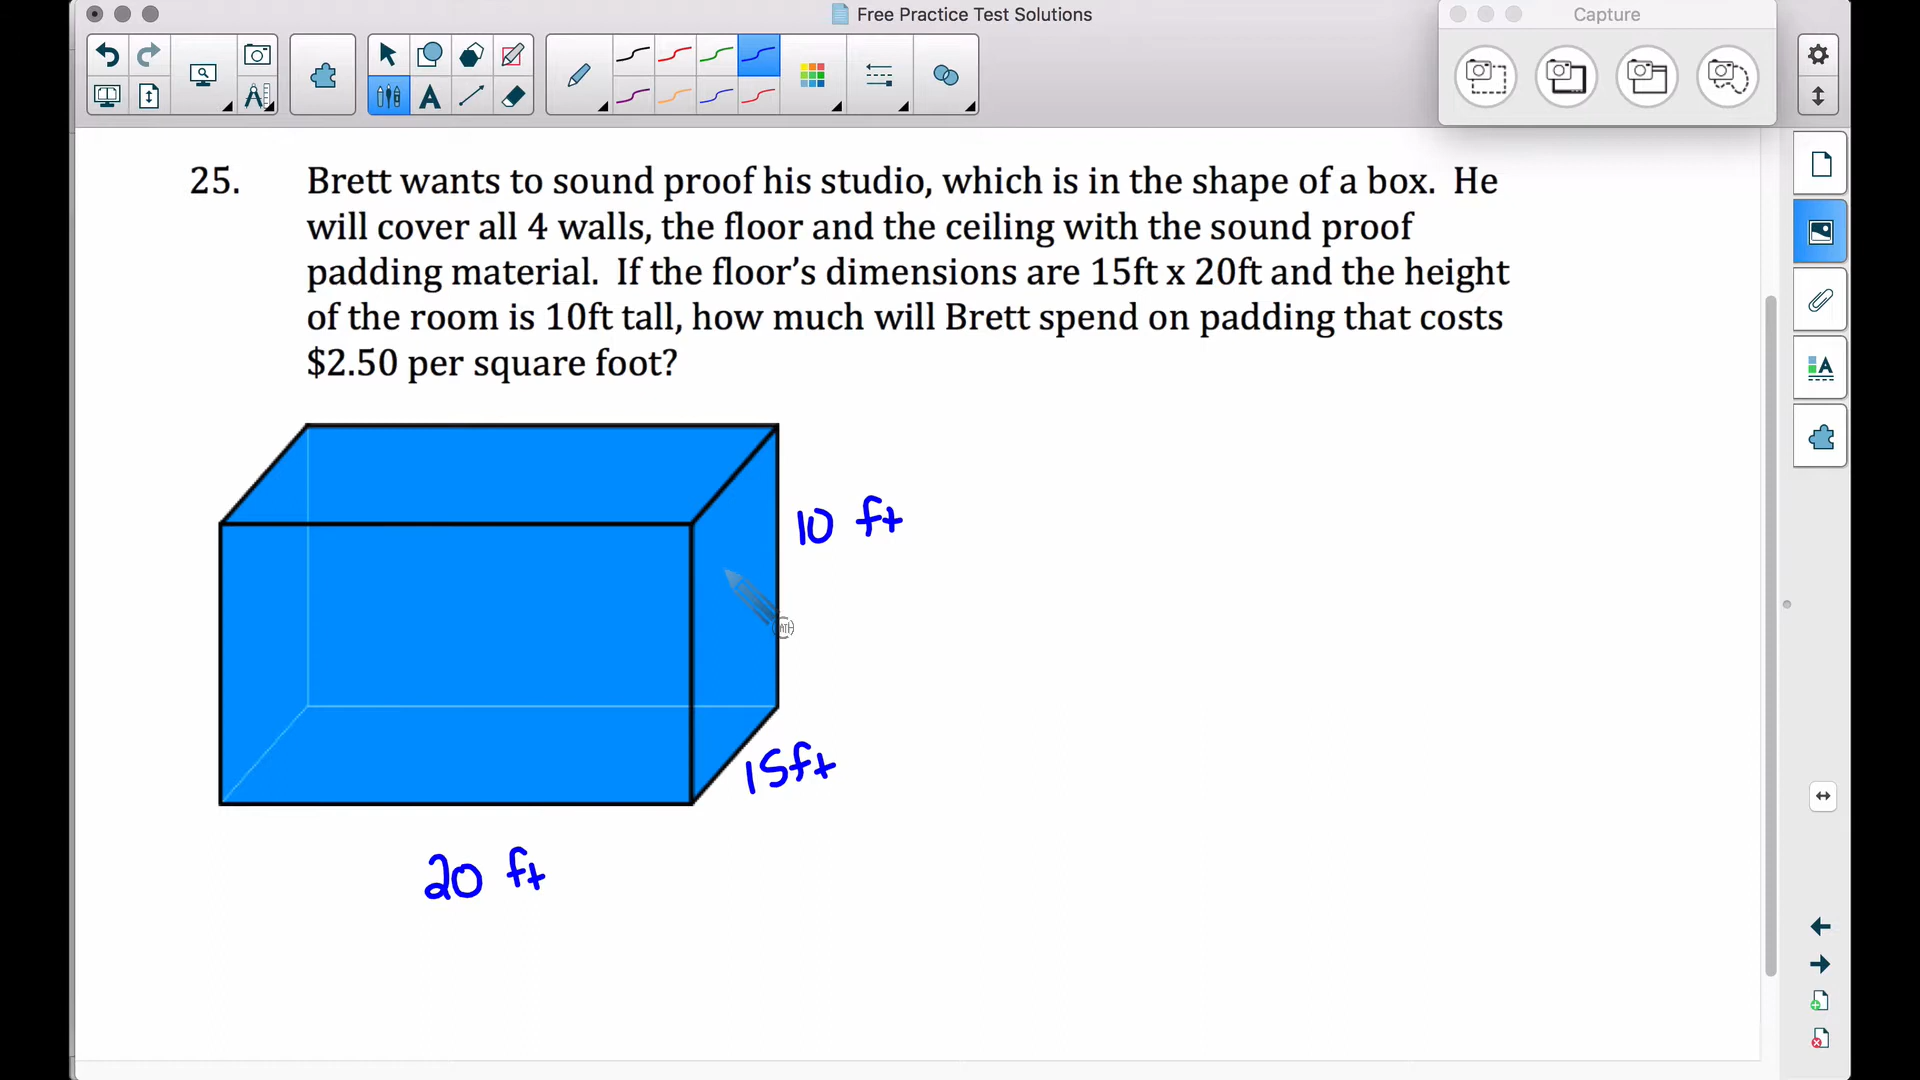 Free Practice Test Solutions
Capture
A
A
25. Brett wants to sound proof his studio, which is in the shape of a box. He
will cover all 4 walls, the floor and the ceiling with the sound proof
padding material. If the floor’s dimensions are 15ft x 20ft and the height
of the room is 10ft tall, how much will Brett spend on padding that costs
$2.50 per square foot?
10 ft
15ft
20 ft